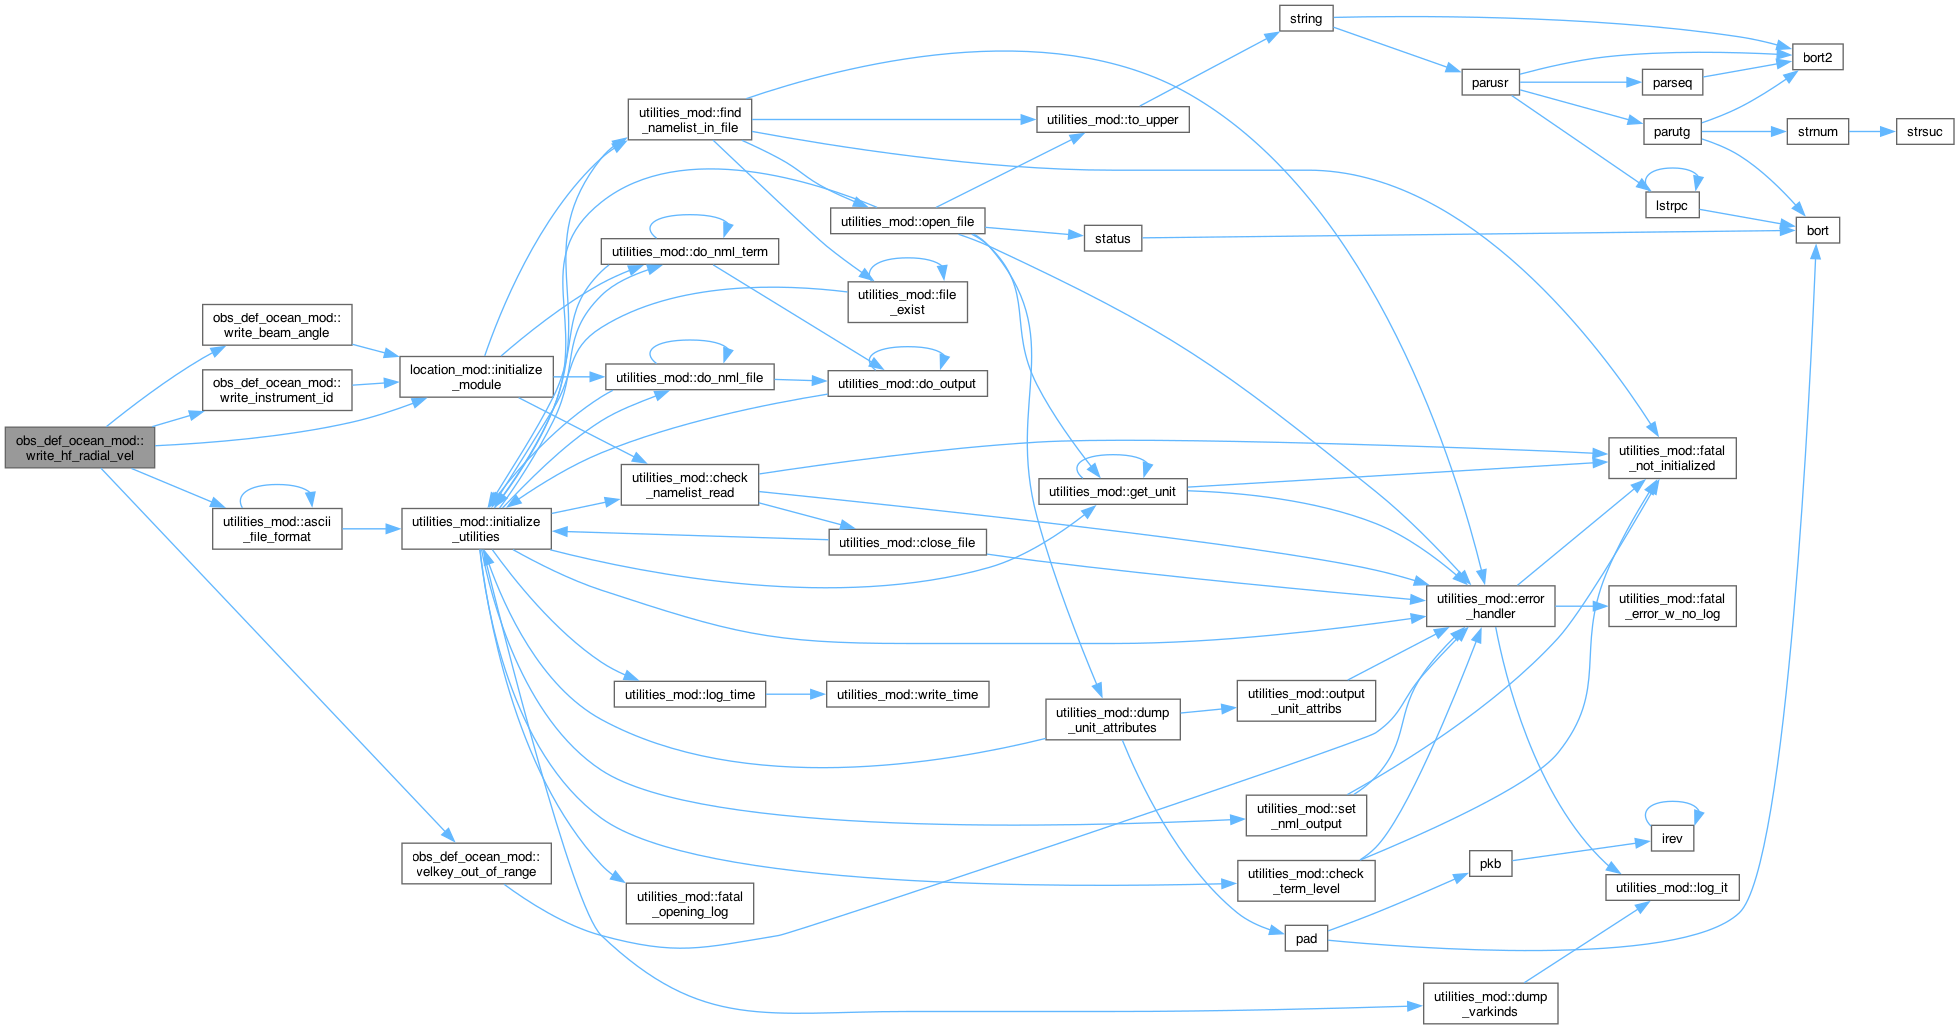 obs_def_ocean_mod::
write_hf_radial_vel
obs_def_ocean_mod::
write_beam_angle
obs_def_ocean_mod::
write_instrument_id
utilities_mod::ascii
_file_format
obs_def_ocean_mod::
velkey_out_of_range
location_mod::initialize
_module
utilities_mod::initialize
_utilities
utilities_mod::find
_namelist_in_file
utilities_mod::do_nml_term
utilities_mod::do_nml_file
utilities_mod::check
_namelist_read
utilities_mod::log_time
utilities_mod::fatal
_opening_log
utilities_mod::open_file
utilities_mod::file
_exist
utilities_mod::do_output
utilities_mod::close_file
utilities_mod::write_time
utilities_mod::to_upper
status
utilities_mod::get_unit
utilities_mod::dump
_unit_attributes
string
utilities_mod::output
_unit_attribs
utilities_mod::set
_nml_output
utilities_mod::check
_term_level
pad
parusr
utilities_mod::error
_handler
pkb
utilities_mod::dump
_varkinds
parseq
parutg
lstrpc
utilities_mod::fatal
_not_initialized
utilities_mod::fatal
_error_w_no_log
irev
utilities_mod::log_it
bort2
strnum
bort
strsuc